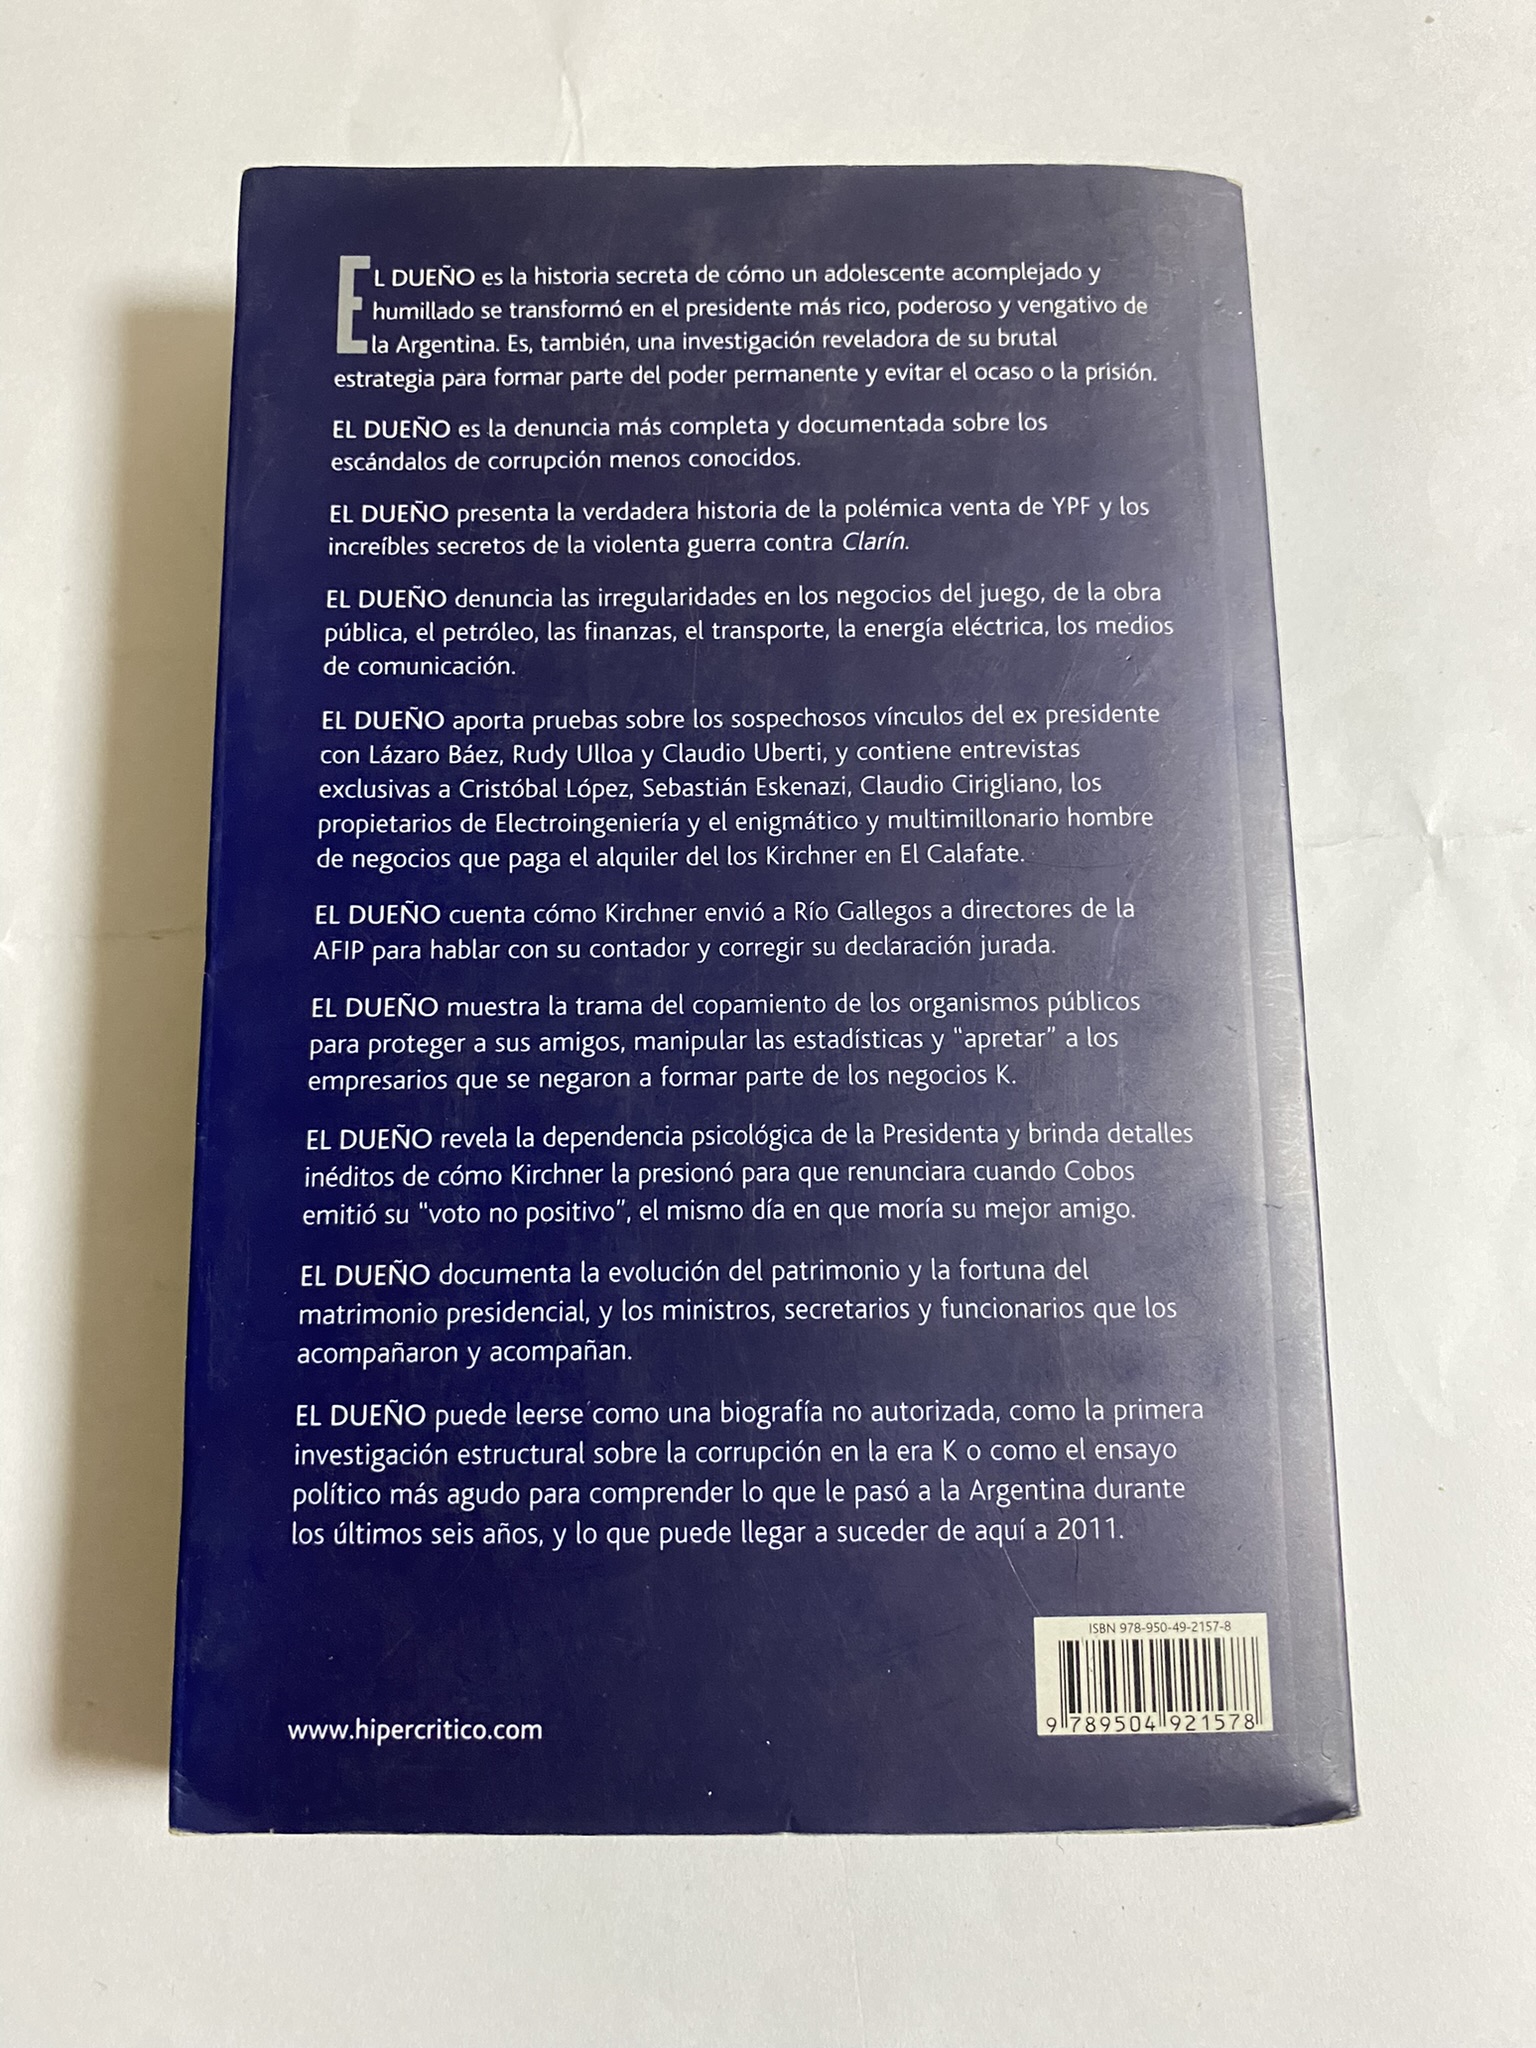 EL DUEÑO es la historia secreta de cómo un adolescente acomplejado y
humillado se transformó en el presidente más rico, poderoso y vengativo de
la Argentina. Es, también, una investigación reveladora de su brutal
estrategia para formar parte del poder permanente y evitar el ocaso o la prisión.
EL DUEÑO es la denuncia más completa y documentada sobre los
escándalos de corrupción menos conocidos.
EL DUEÑO presenta la verdadera historia de la polémica venta de YPF y los
increíbles secretos de la violenta guerra contra Clarín.
EL DUEÑO denuncia las irregularidades en los negocios del juego, de la obra
pública, el petróleo, las finanzas, el transporte, la energía eléctrica, los medios
de comunicación.
EL DUEÑO aporta pruebas sobre los sospechosos vínculos del ex presidente
con Lázaro Báez, Rudy Ulloa y Claudio Uberti, y contiene entrevistas
exclusivas a Cristóbal López, Sebastián Eskenazi, Claudio Cirigliano, los
propietarios de Electroingeniería y el enigmático y multimillonario hombre
de negocios que paga el alquiler del los Kirchner en El Calafate.
EL DUEÑO cuenta cómo Kirchner envió a Río Gallegos a directores de la
AFIP para hablar con su contador y corregir su declaración jurada.
EL DUEÑO muestra la trama del copamiento de los organismos públicos
para proteger a sus amigos, manipular las estadísticas y “apretar” a los
empresarios que se negaron a formar parte de los negocios K.
EL DUEÑO revela la dependencia psicológica de la Presidenta y brinda detalles
inéditos de cómo Kirchner la presionó para que renunciara cuando Cobos
emitió su “voto no positivo”, el mismo día en que moría su mejor amigo.
EL DUEÑO documenta la evolución del patrimonio y la fortuna del
matrimonio presidencial, y los ministros, secretarios y funcionarios que los
acompañaron y acompañan.
EL DUEÑO puede leerse como una biografía no autorizada, como la primera
investigación estructural sobre la corrupción en la era K o como el ensayo
político más agudo para comprender lo que le pasó a la Argentina durante
los últimos seis años, y lo que puede llegar a suceder de aquí a 2011.
ISBN 978-950-49-2157-8
9 789504 921578
www.hipercritico.com